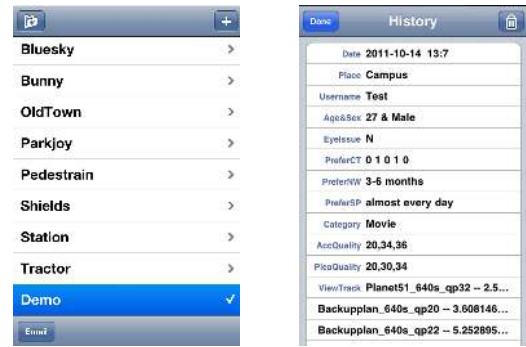 Bluesky
Bunny
OldTown
Parkjoy
Pedestrain
Shields
Station
Tractor
Demo
Email
Done
History
Date 2011-10-14 13:7
Place Campus
Username Test
Age&Sex 27 & Male
EyeIssue N
PreferCT 0 1 0 1 0
PreferNW 3-6 months
PreferSP almost every day
Category Movie
AccQuality 20,34,36
PlcaQuality 20,30,34
ViewTrack Planet51_640s_qp32 -- 2.5...
Backupplan_640s_qp20 -- 3.608146...
Backupplan_640s_qp22 -- 5.252895...